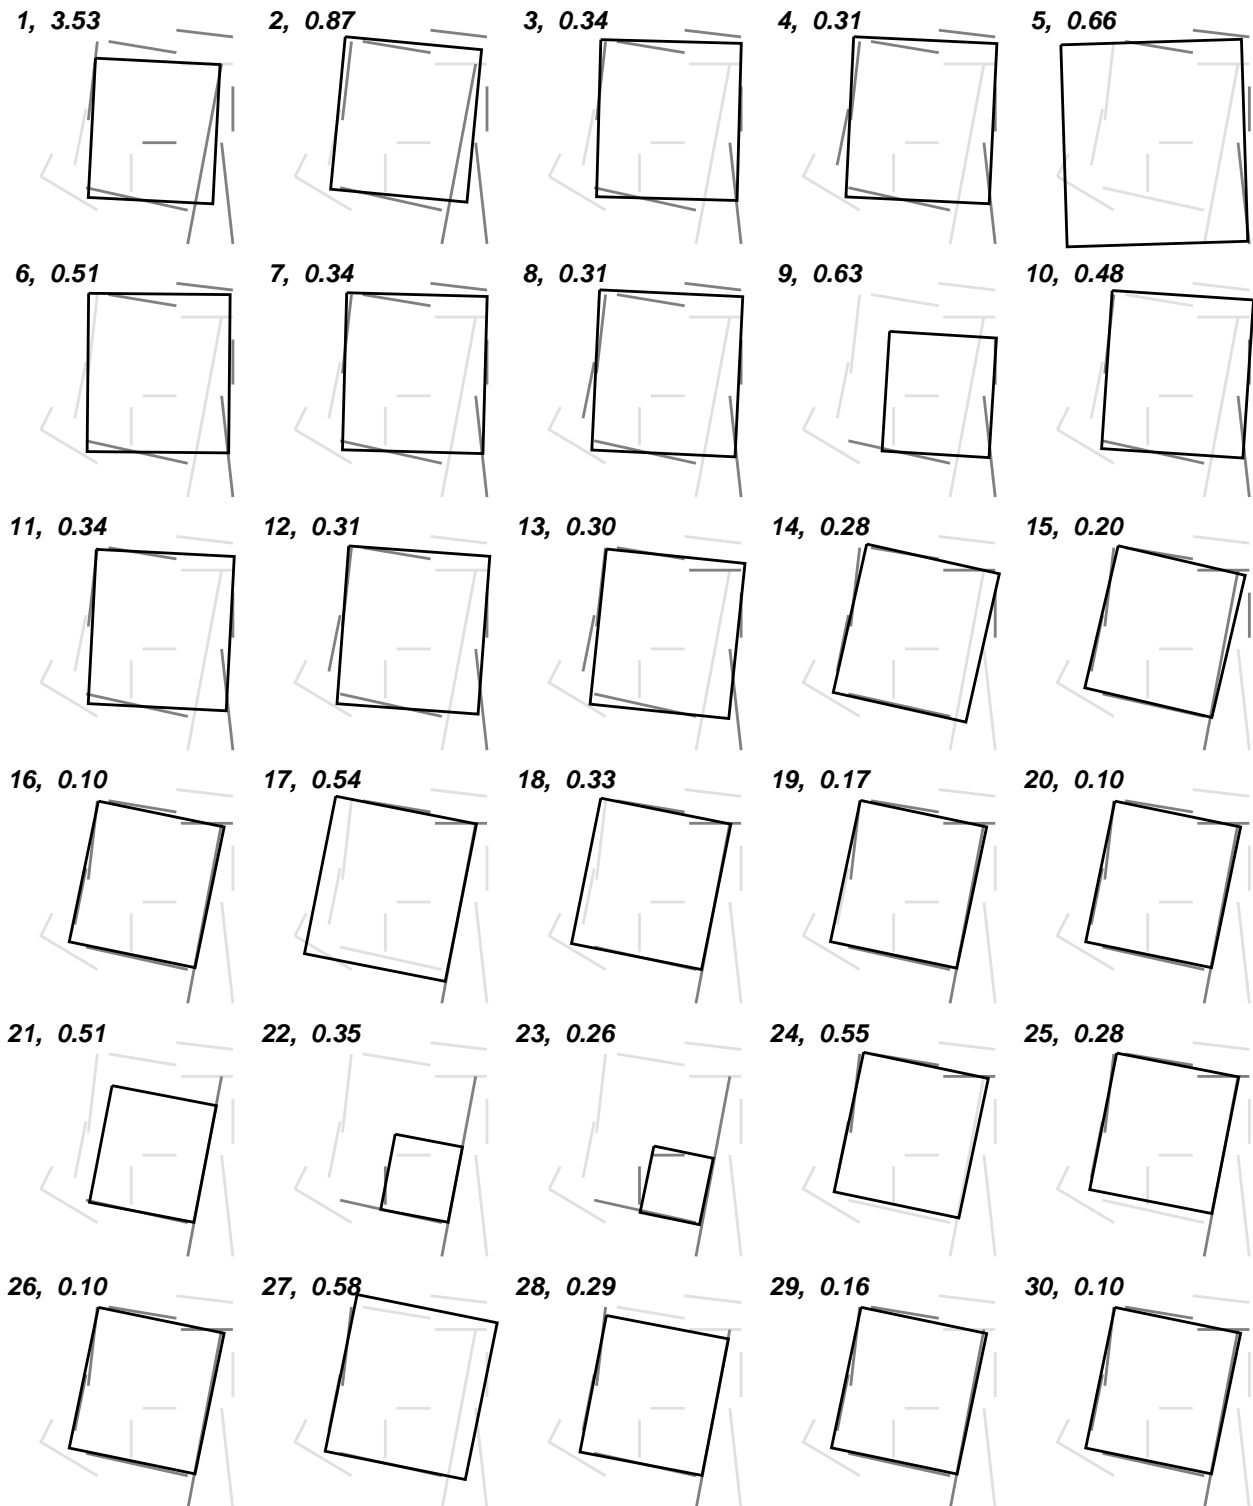 1, 3.53 2, 0.87 3, 0.34 4, 0.31 5, 0.66
6, 0.51 7, 0.34 8, 0.31 9, 0.63 10, 0.48
11, 0.34 12, 0.31 13, 0.30 14, 0.28 15, 0.20
16, 0.10 17, 0.54 18, 0.33 19, 0.17 20, 0.10
21, 0.51 22, 0.35 23, 0.26 24, 0.55 25, 0.28
26, 0.10 27, 0.58 28, 0.29 29, 0.16 30, 0.10